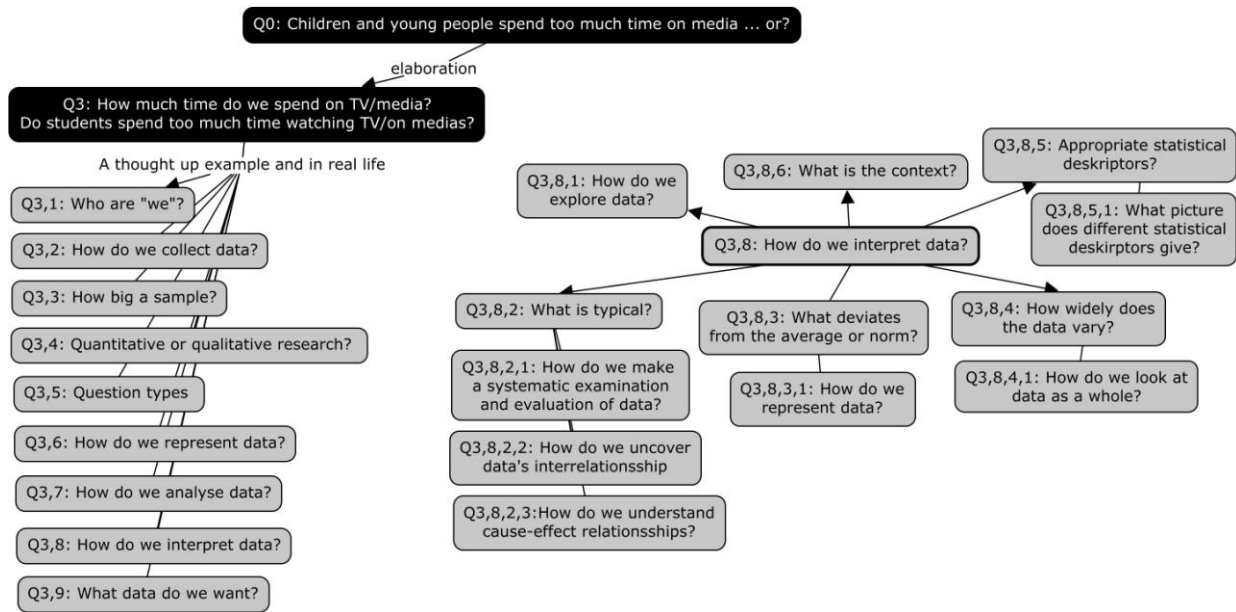 Q0: Children and young people spend too much time on media ... or?
elaboration
Q3: How much time do we spend on TV/media?
Do students spend too much time watching TV/on medias?
A thought up example and in real life
Q3,1: Who are "we"?
Q3,2: How do we collect data?
Q3,3: How big a sample?
Q3,4: Quantitative or qualitative research?
Q3,5: Question types
Q3,6: How do we represent data?
Q3,7: How do we analyse data?
Q3,8: How do we interpret data?
Q3,9: What data do we want?
Q3,8,1: How do we
explore data?
Q3,8,6: What is the context?
Q3,8,5: Appropriate statistical
deskriptors?
Q3,8,5,1: What picture
does different statistical
deskirptors give?
Q3,8: How do we interpret data?
Q3,8,2: What is typical?
Q3,8,2,1: How do we make
a systematic examination
and evaluation of data?
Q3,8,2,2: How do we uncover
data's interrelationsship
Q3,8,2,3:How do we understand
cause-effect relationsships?
Q3,8,3: What deviates
from the average or norm?
Q3,8,3,1: How do we
represent data?
Q3,8,4: How widely does
the data vary?
Q3,8,4,1: How do we look at
data as a whole?